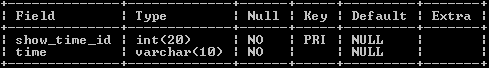 | Field | Type | Null | Key | Default | Extra |
| show_time_id | int(20) | NO | PRI | NULL | |
| time | varchar(10) | NO | | NULL | |